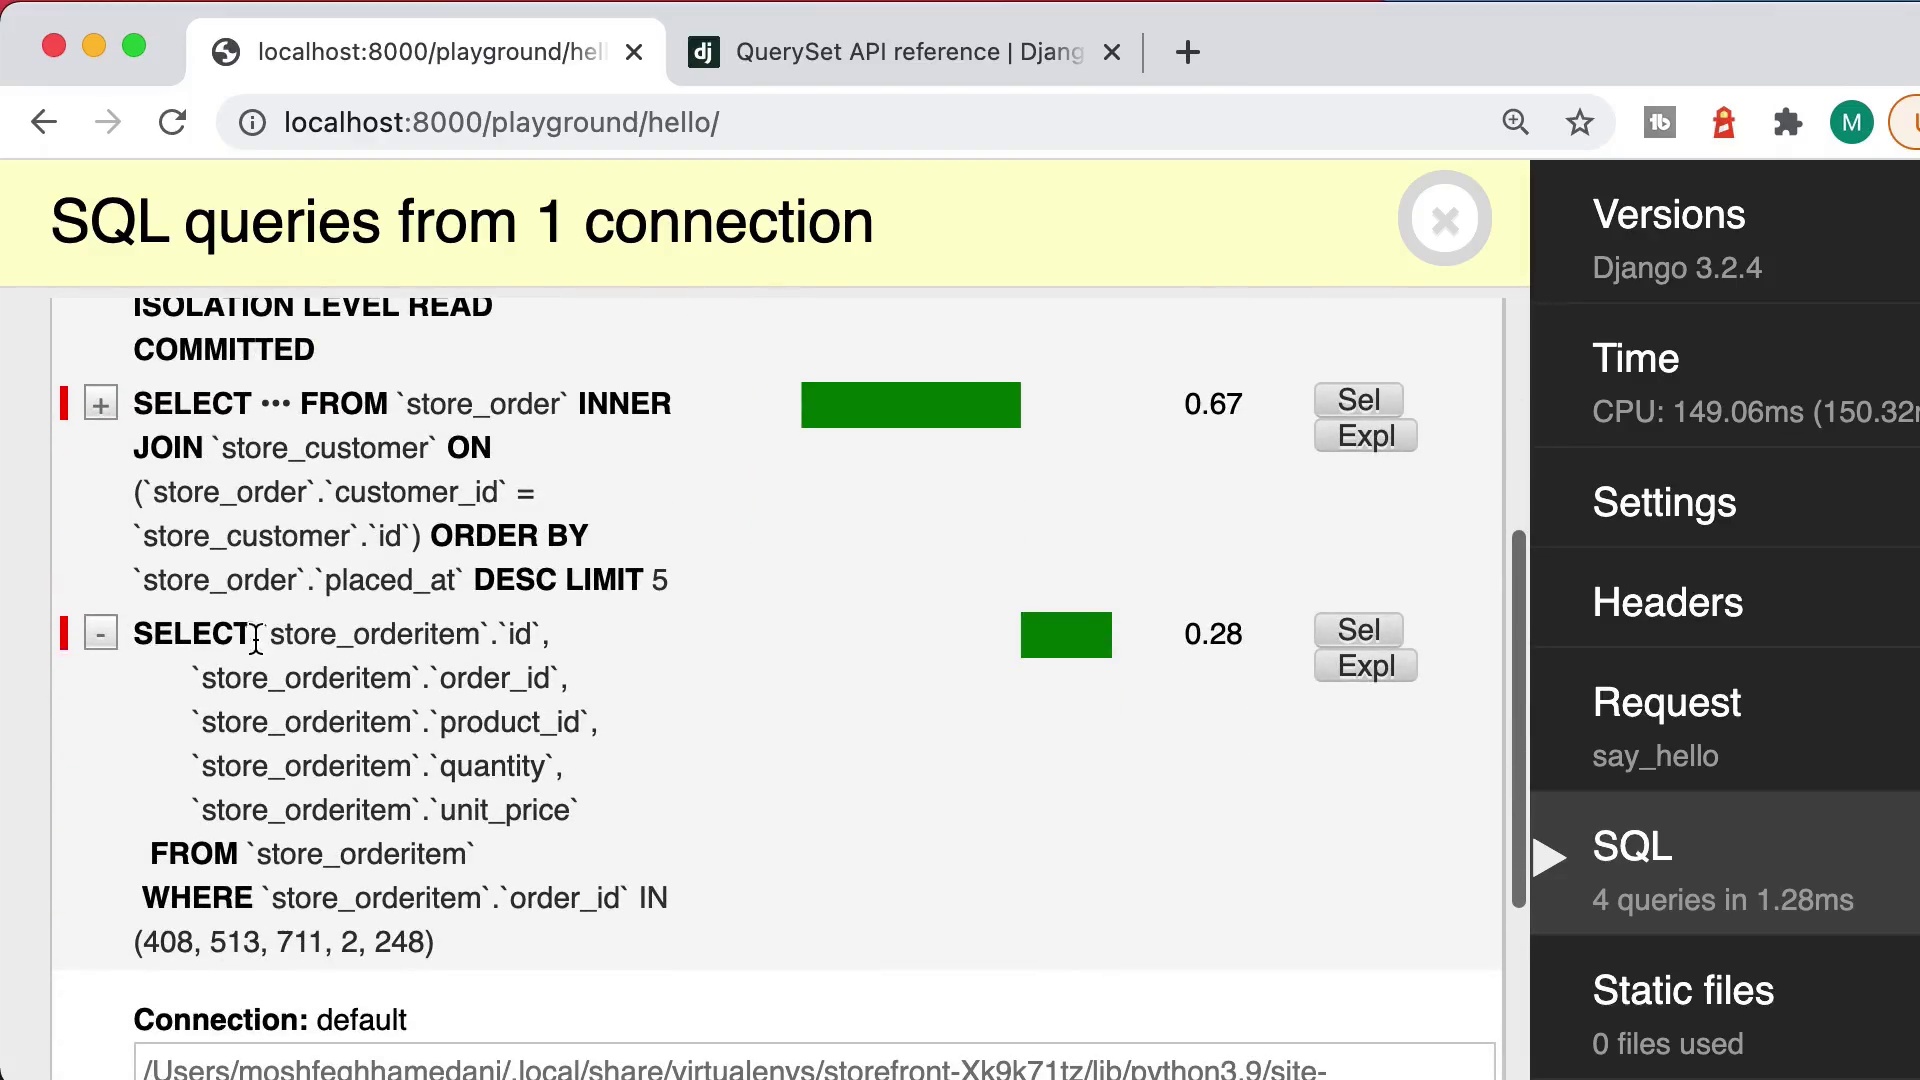 localhost:8000/playground/hell
QuerySet API reference | Djang
localhost:8000/playground/hello/
M
SQL queries from 1 connection
ISOLATION LEVEL READ
COMMITTED
+ SELECT ••• FROM `store_order` INNER
JOIN `store_customer` ON
(`store_order`.`customer_id` =
`store_customer`.`id`) ORDER BY
`store_order`.`placed_at` DESC LIMIT 5
0.67
Sel
Expl
- SELECT `store_orderitem`.`id`,
`store_orderitem`.`order_id`,
`store_orderitem`.`product_id`,
`store_orderitem`.`quantity`,
`store_orderitem`.`unit_price`
FROM `store_orderitem`
WHERE `store_orderitem`.`order_id` IN
(408, 513, 711, 2, 248)
0.28
Sel
Expl
Connection: default
/Users/moshfeghhamedani/.local/share/virtualenvs/storefront-Xk9k71tz/lib/python3.9/site-
Versions
Django 3.2.4
Time
CPU: 149.06ms (150.32m
Settings
Headers
Request
say_hello
SQL
4 queries in 1.28ms
Static files
0 files used